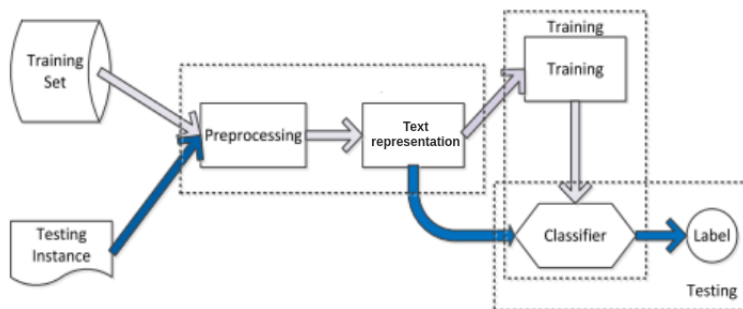 Training
Set
Preprocessing
Text
representation
Training
Training
Testing
Instance
Classifier
Label
Testing